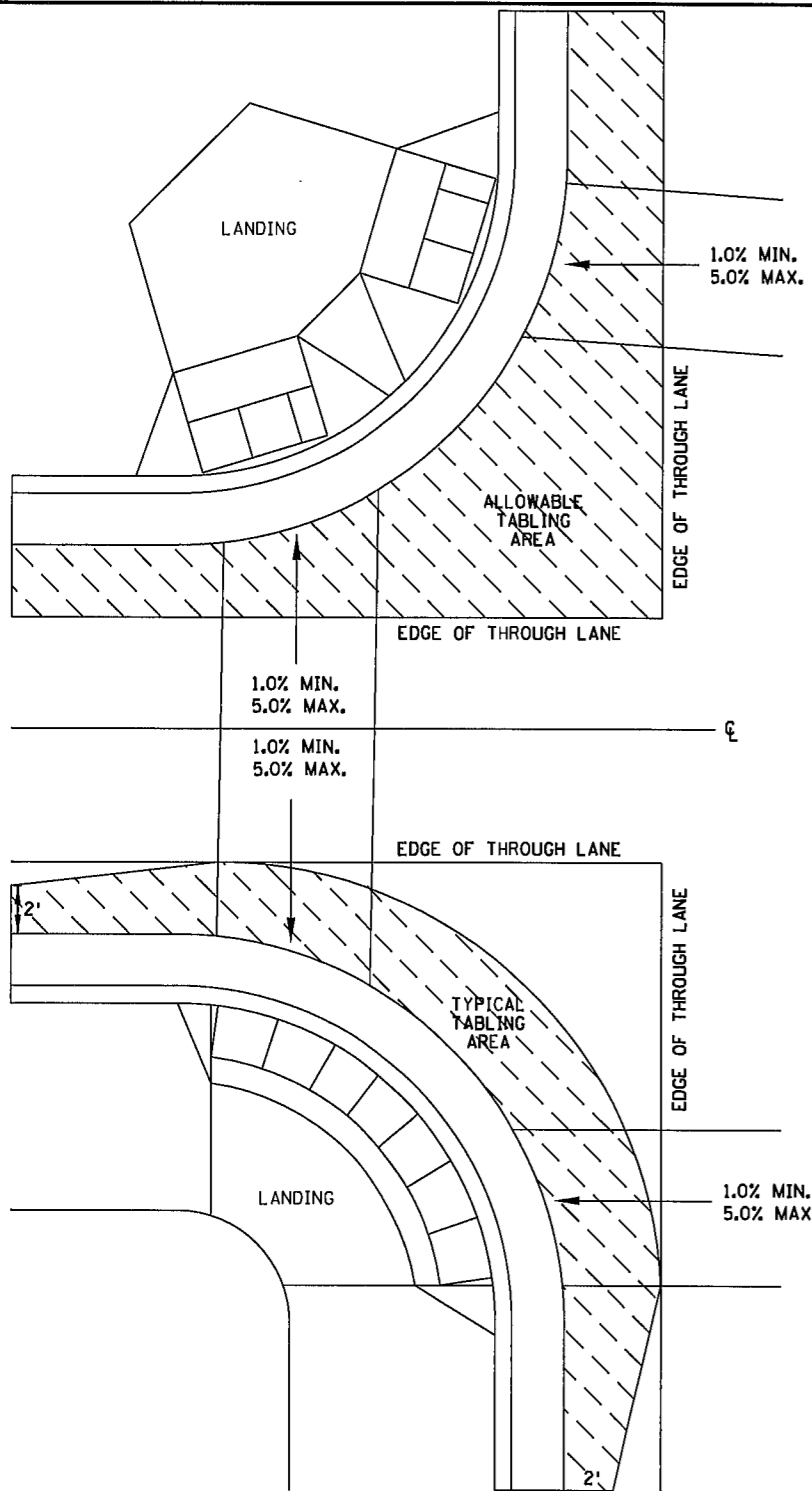 LANDING
1.0% MIN.
5.0% MAX.
EDGE OF THROUGH LANE
ALLOWABLE
TABLING
AREA
EDGE OF THROUGH LANE
1.0% MIN.
5.0% MAX.
℄
1.0% MIN.
5.0% MAX.
EDGE OF THROUGH LANE
2'
EDGE OF THROUGH LANE
TYPICAL
TABLING
AREA
LANDING
1.0% MIN.
5.0% MAX
2'